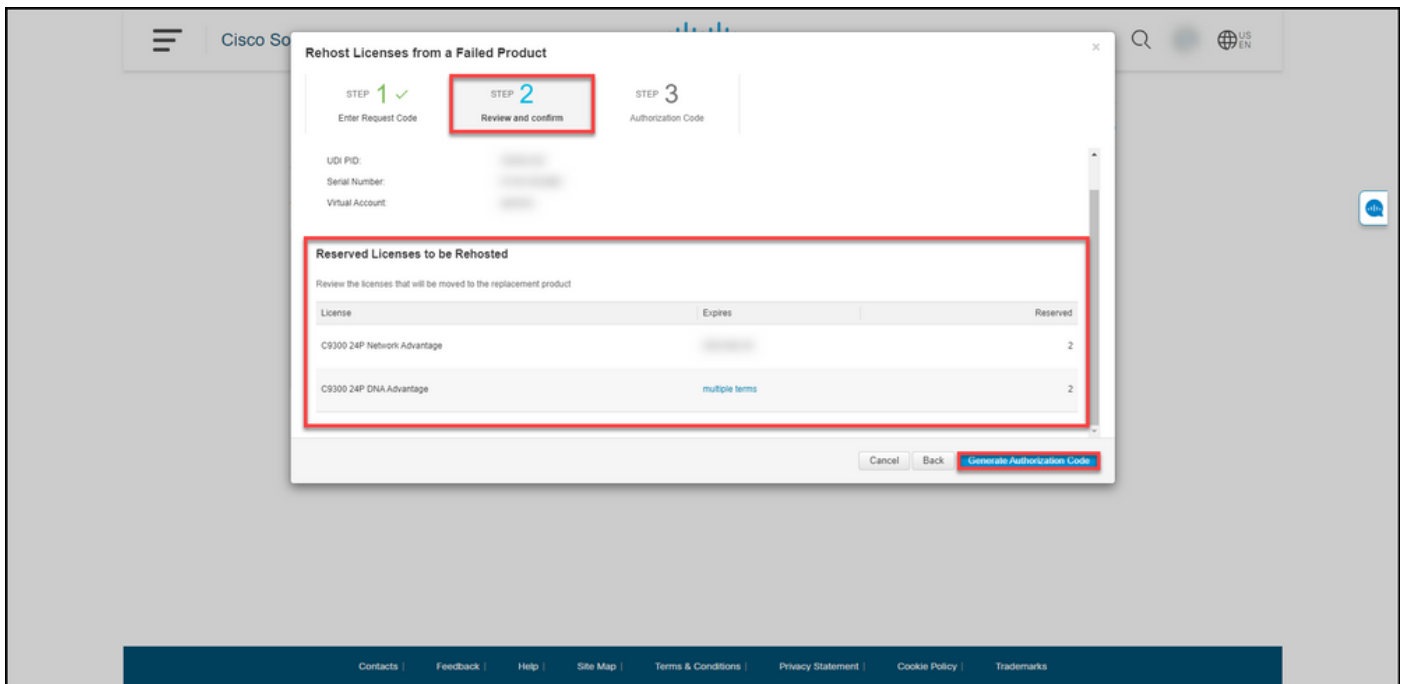 Cisco So
US
EN
Rehost Licenses from a Failed Product
STEP 1
Enter Request Code
STEP 2
Review and confirm
STEP 3
Authorization Code
UDI PID:
Serial Number:
Virtual Account:
Reserved Licenses to be Rehosted
Review the licenses that will be moved to the replacement product
License Expires Reserved
C9300 24P Network Advantage 2
C9300 24P DNA Advantage multiple terms 2
Cancel Back Generate Authorization Code
Contacts | Feedback | Help | Site Map | Terms & Conditions | Privacy Statement | Cookie Policy | Trademarks